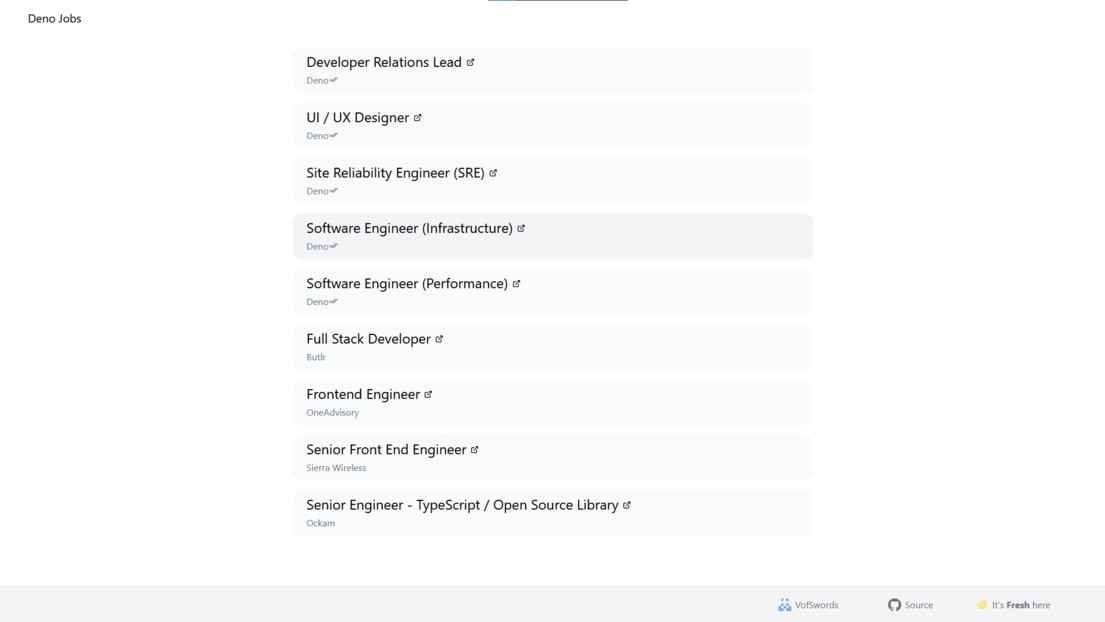 Deno Jobs
Developer Relations Lead
Deno
UI / UX Designer
Deno
Site Reliability Engineer (SRE)
Deno
Software Engineer (Infrastructure)
Deno
Software Engineer (Performance)
Deno
Full Stack Developer
Butlr
Frontend Engineer
OneAdvisory
Senior Front End Engineer
Sierra Wireless
Senior Engineer - TypeScript / Open Source Library
Ockam
VofSwords Source It's Fresh here